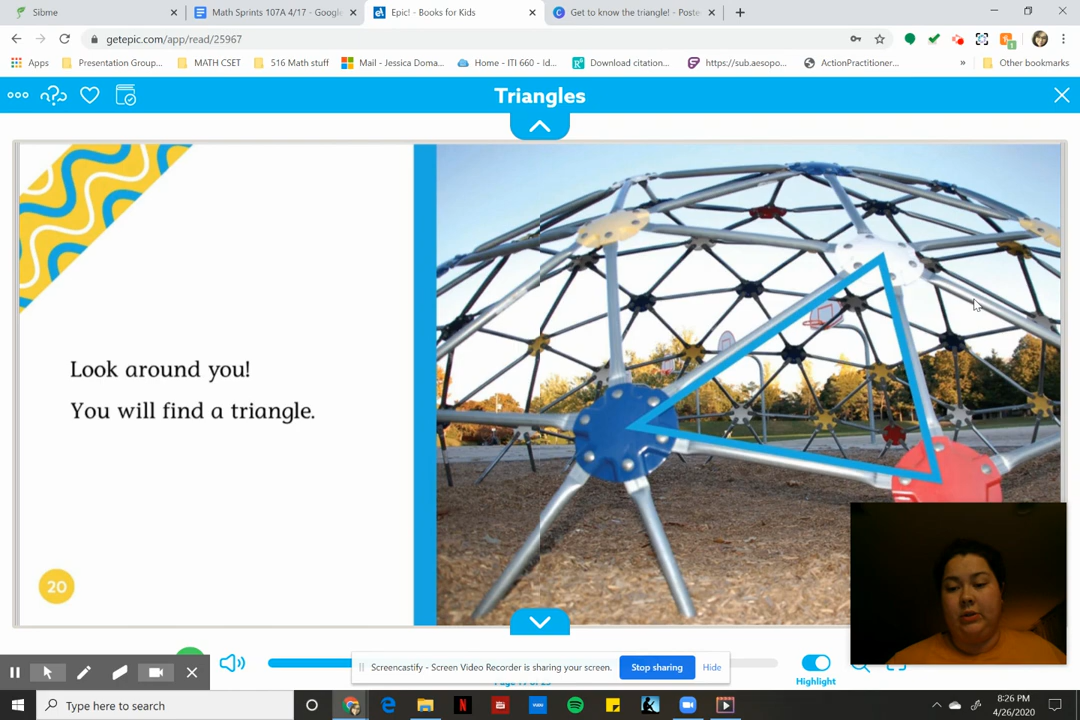 Sibme
Math Sprints 107A 4/17 - Google
Epic! - Books for Kids
Get to know the triangle! - Poste
getepic.com/app/read/25967
Apps
Presentation Group...
MATH CSET
516 Math stuff
Mail - Jessica Doma...
Home - ITI 660 - Id...
Download citation...
https://sub.aesopo...
ActionPractitioner...
»
Other bookmarks
Triangles
Look around you!
You will find a triangle.
20
Screencastify - Screen Video Recorder is sharing your screen.
Stop sharing
Hide
Highlight
Type here to search
8:26 PM
4/26/2020